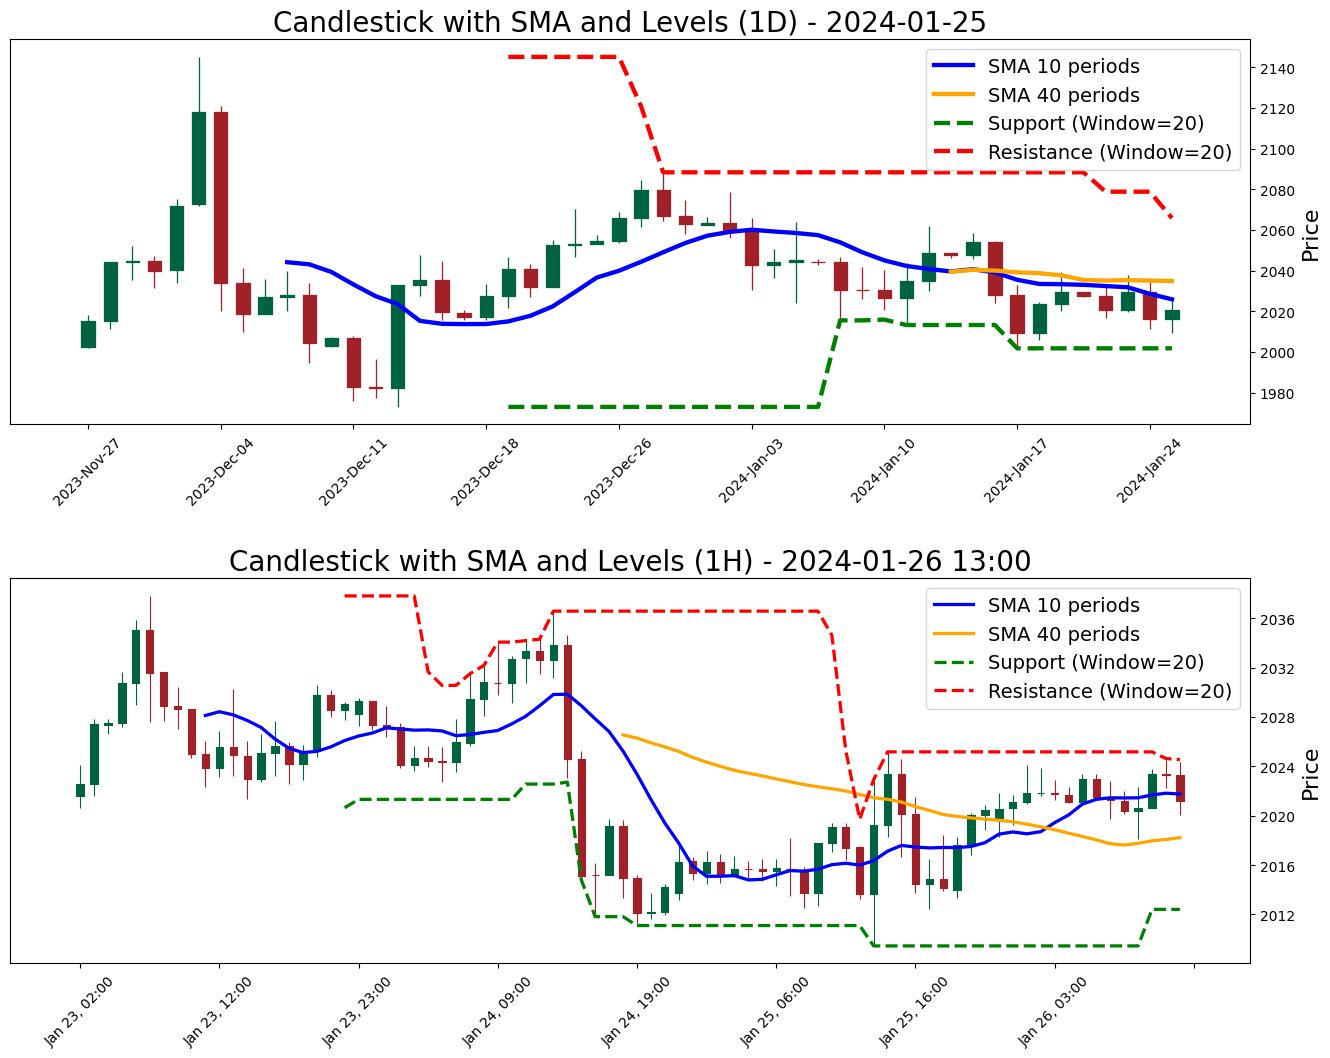 Candlestick with SMA and Levels (1D) - 2024-01-25
SMA 10 periods
SMA 40 periods
Support (Window=20)
Resistance (Window=20)
2140
2120
2100
2080
2060
2040
2020
2000
1980
Price
2023-Nov-27
2023-Dec-04
2023-Dec-11
2023-Dec-18
2023-Dec-26
2024-Jan-03
2024-Jan-10
2024-Jan-17
2024-Jan-24
Candlestick with SMA and Levels (1H) - 2024-01-26 13:00
SMA 10 periods
SMA 40 periods
Support (Window=20)
Resistance (Window=20)
2036
2032
2028
2024
2020
2016
2012
Price
Jan 23, 02:00
Jan 23, 12:00
Jan 23, 23:00
Jan 24, 09:00
Jan 24, 19:00
Jan 25, 06:00
Jan 25, 16:00
Jan 26, 03:00